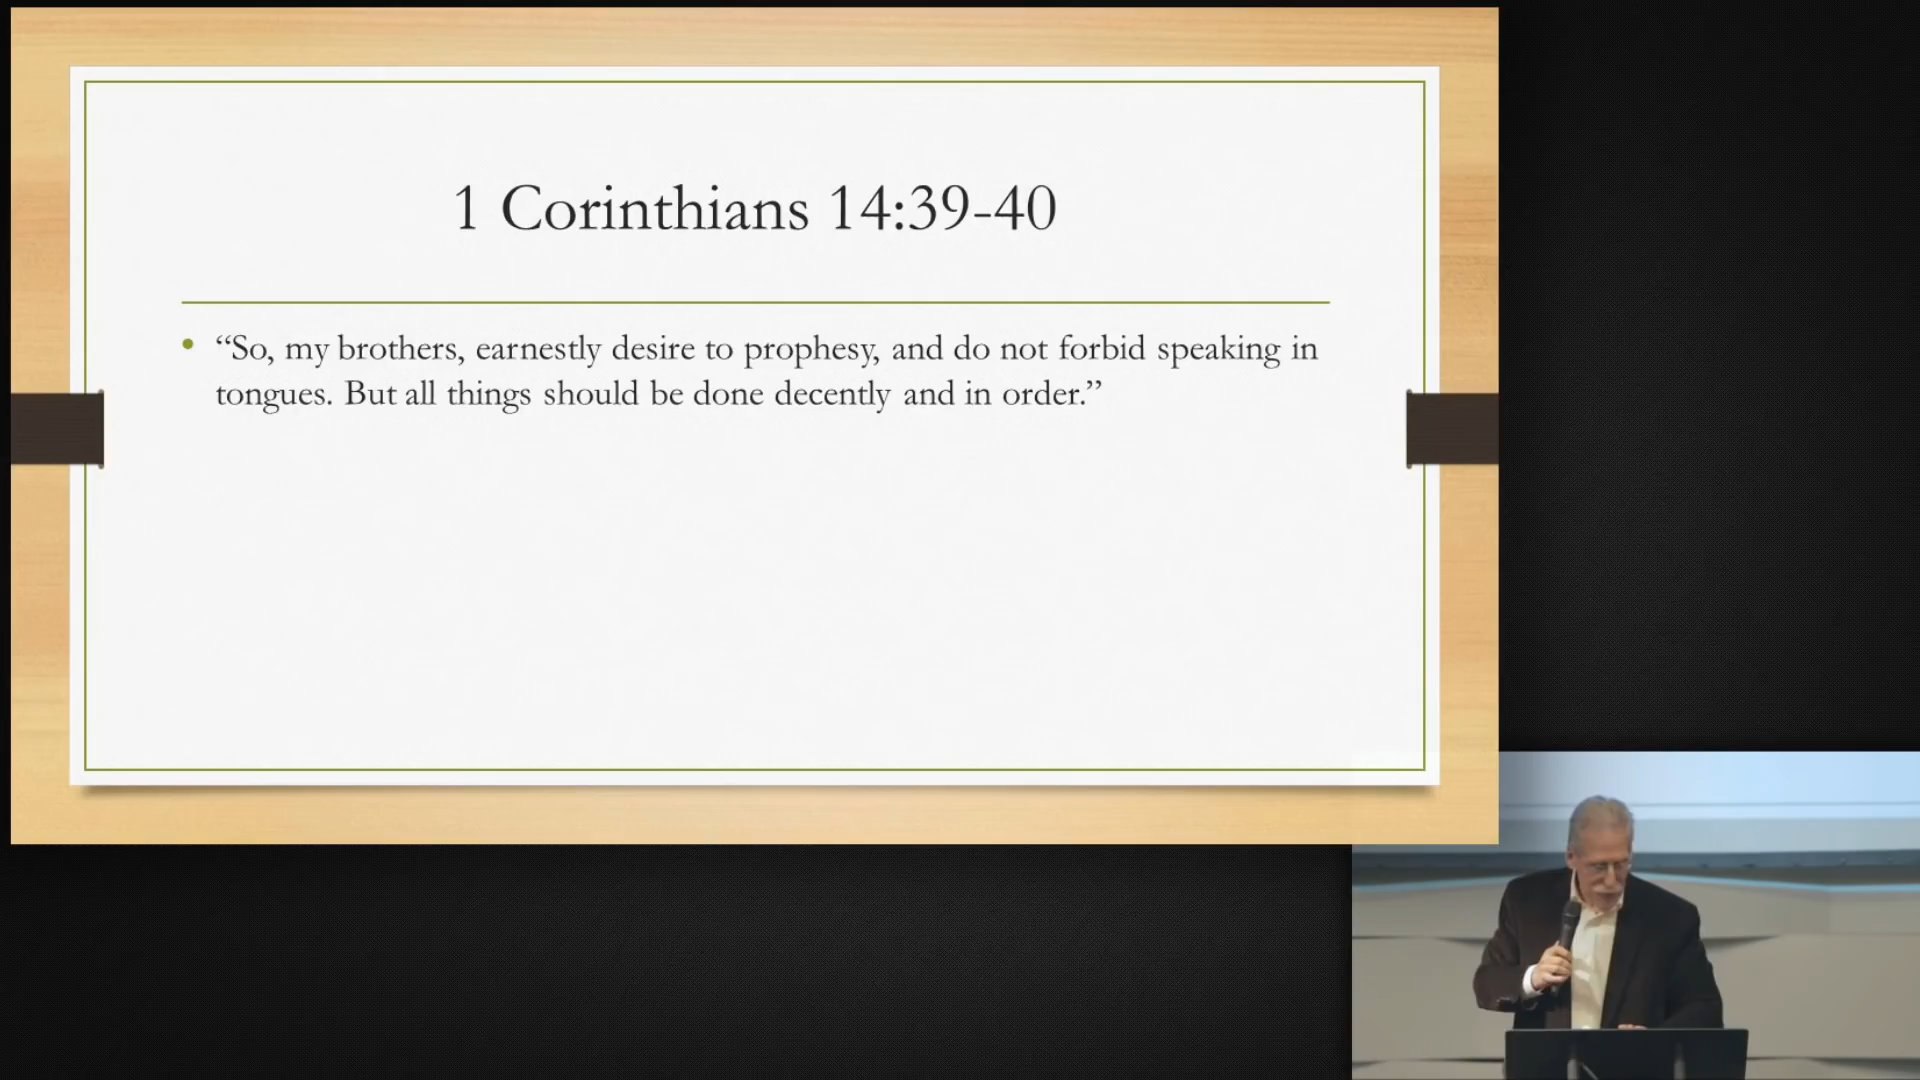 1 Corinthians 14:39-40
• “So, my brothers, earnestly desire to prophesy, and do not forbid speaking in
tongues. But all things should be done decently and in order.”